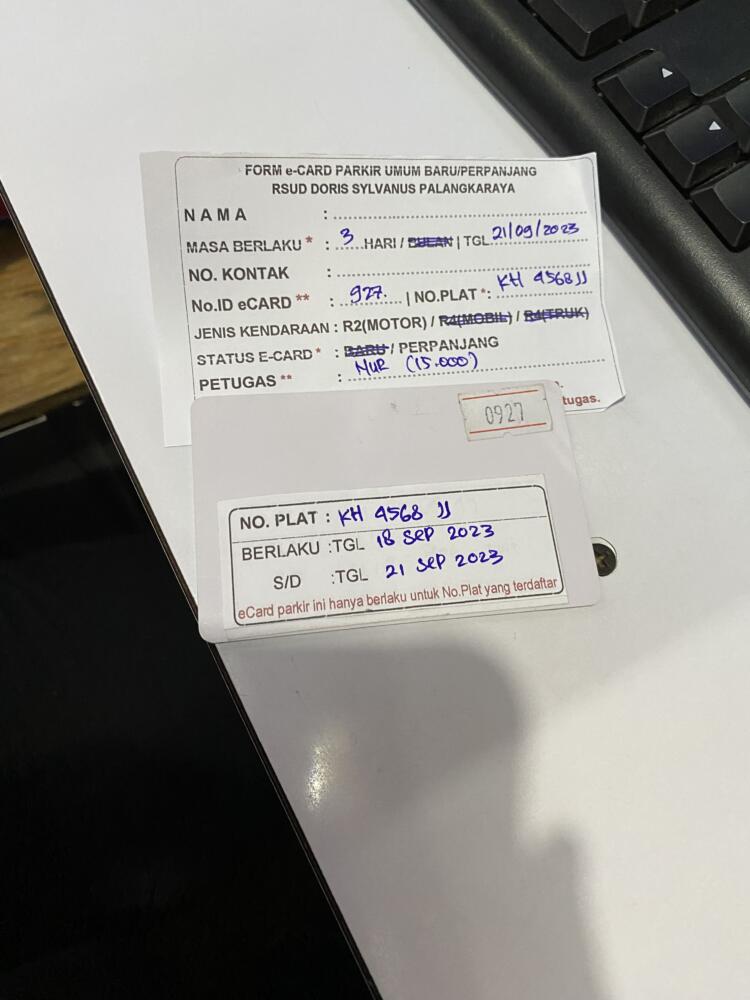 FORM e-CARD PARKIR UMUM BARU/PERPANJANG
RSUD DORIS SYLVANUS PALANGKARAYA
NAMA :
MASA BERLAKU * : 3 HARI / BULAN | TGL 21/09/2023
NO. KONTAK :
No.ID eCARD ** : 927. | NO.PLAT *: KH 4568 JJ
JENIS KENDARAAN : R2(MOTOR) / R4(MOBIL) / R4(TRUK)
STATUS E-CARD * : BARU / PERPANJANG
PETUGAS ** : NUR (15.000)
tugas.
0927
NO. PLAT : KH 4568 JJ
BERLAKU :TGL 18 SEP 2023
S/D :TGL 21 SEP 2023
eCard parkir ini hanya berlaku untuk No.Plat yang terdaftar